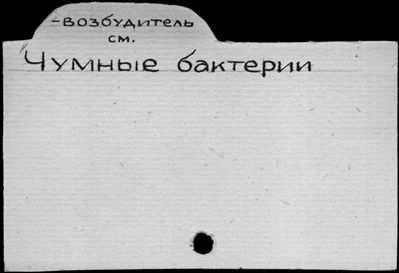 -возбудитель
см.
Чумные бактерии